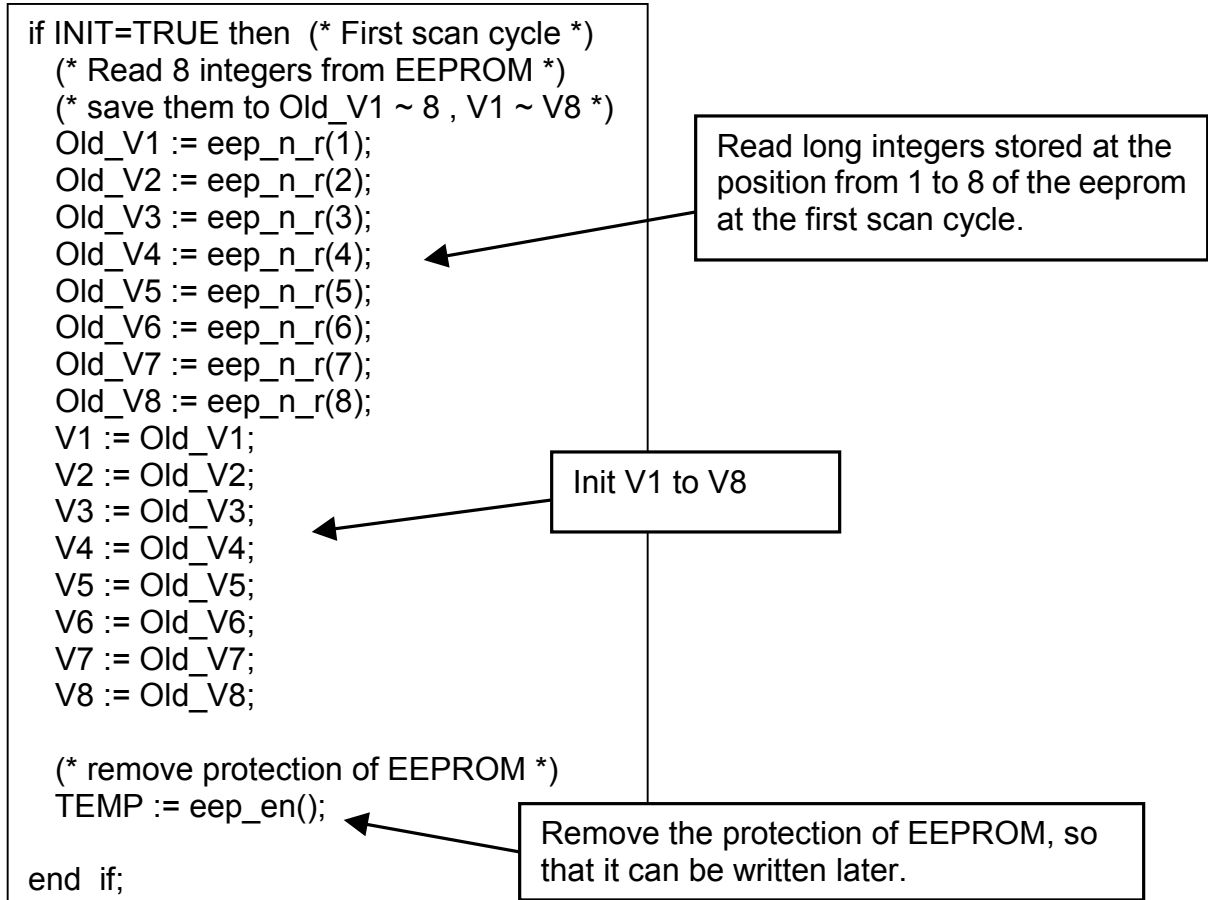 if INIT=TRUE then (* First scan cycle *)
(* Read 8 integers from EEPROM *)
(* save them to Old_V1 ~ 8 , V1 ~ V8 *)
Old_V1 := eep_n_r(1);
Old_V2 := eep_n_r(2);
Old_V3 := eep_n_r(3);
Old_V4 := eep_n_r(4);
Old_V5 := eep_n_r(5);
Old_V6 := eep_n_r(6);
Old_V7 := eep_n_r(7);
Old_V8 := eep_n_r(8);
V1 := Old_V1;
V2 := Old_V2;
V3 := Old_V3;
V4 := Old_V4;
V5 := Old_V5;
V6 := Old_V6;
V7 := Old_V7;
V8 := Old_V8;
(* remove protection of EEPROM *)
TEMP := eep_en();
end if;
Read long integers stored at the
position from 1 to 8 of the eeprom
at the first scan cycle.
Init V1 to V8
Remove the protection of EEPROM, so
that it can be written later.